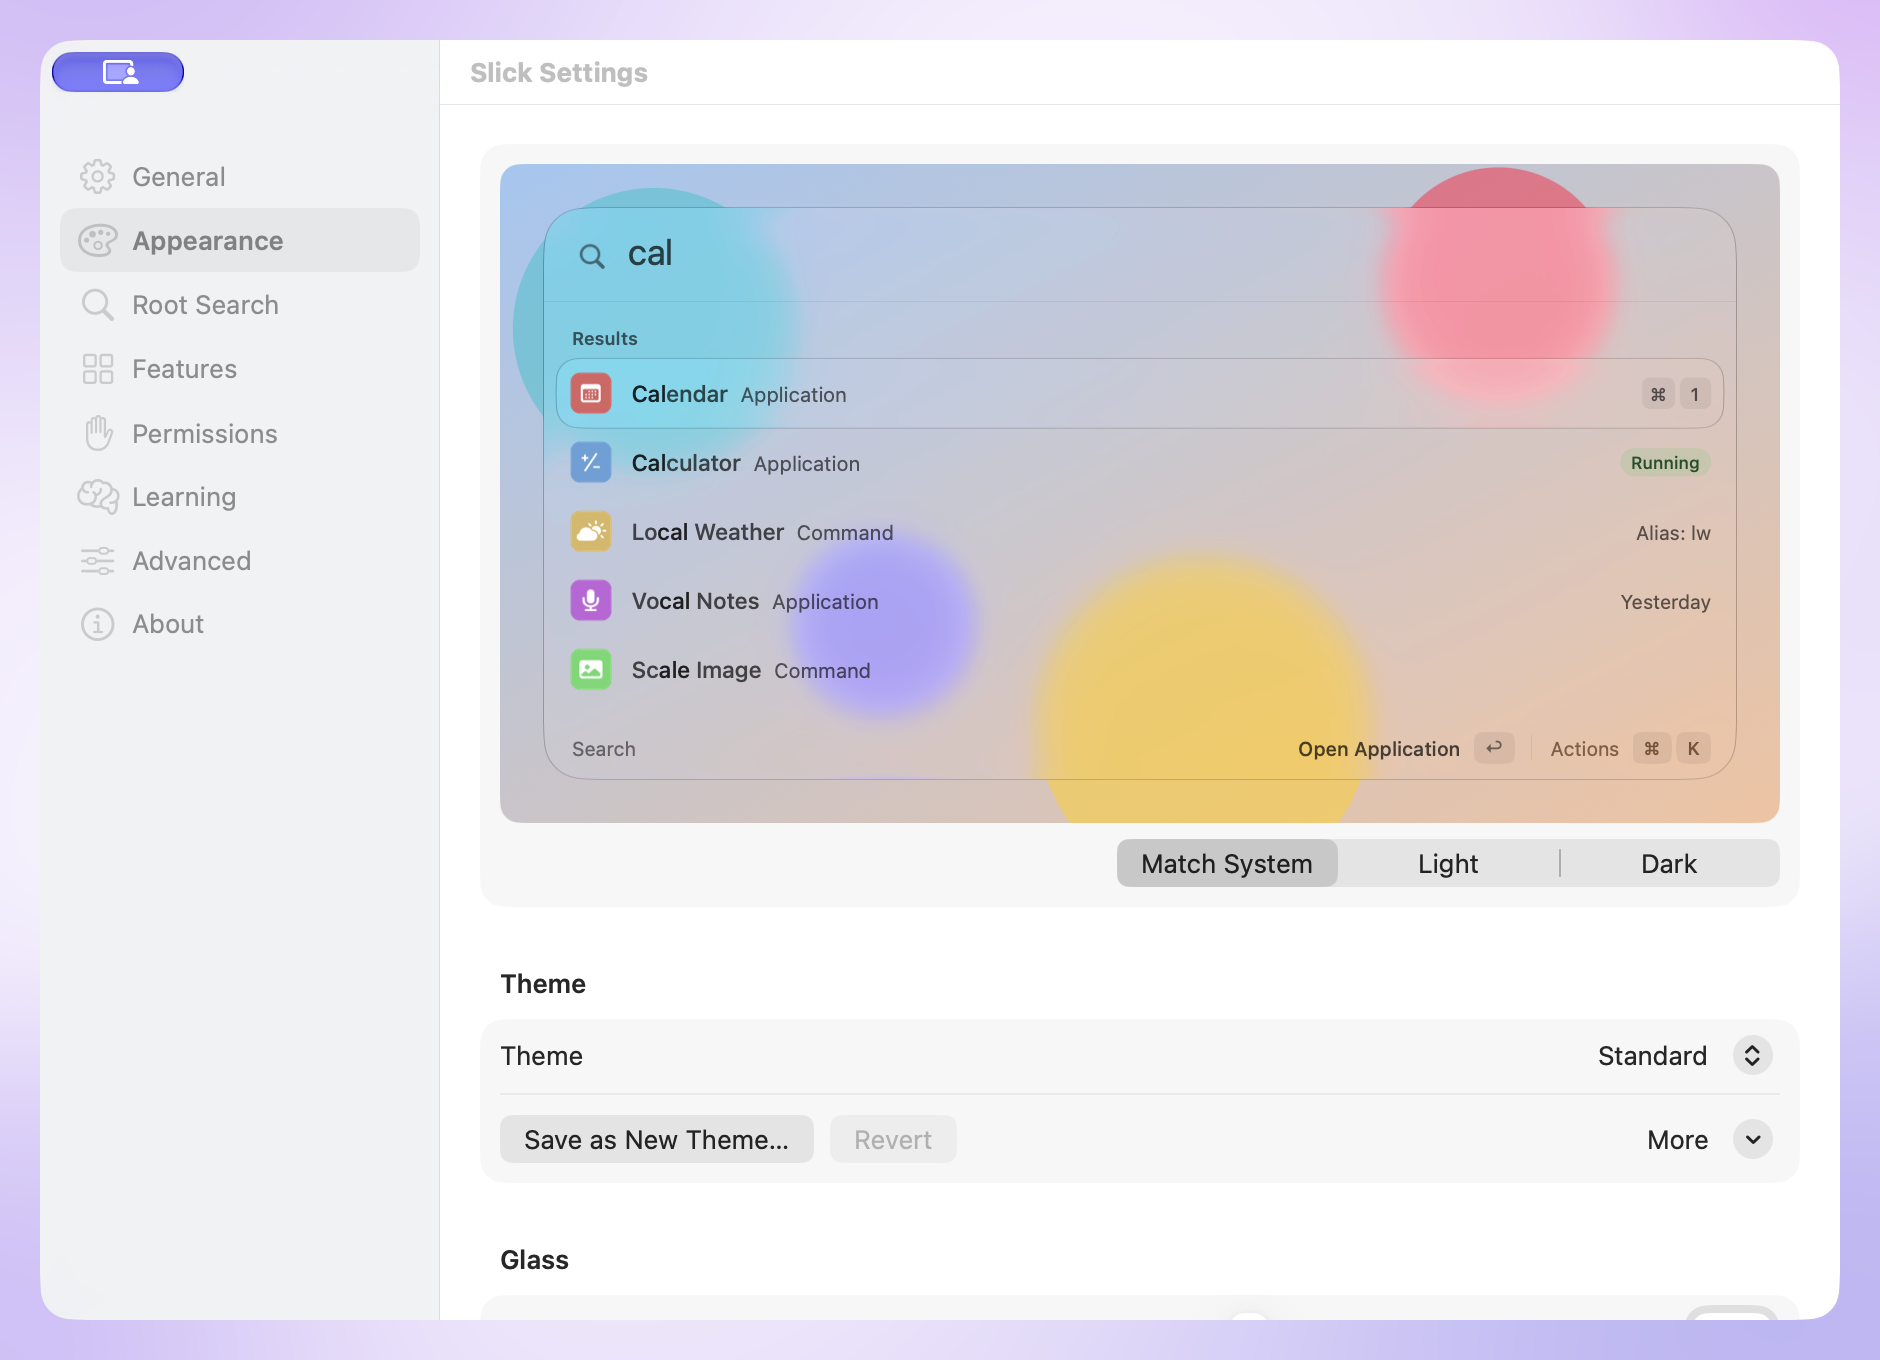 Slick Settings
General
Appearance
Root Search
Features
Permissions
Learning
Advanced
About
cal
Results
Calendar Application ⌘ 1
Calculator Application Running
Local Weather Command Alias: lw
Vocal Notes Application Yesterday
Scale Image Command
Search Open Application ↩ Actions ⌘ K
Match System Light Dark
Theme
Theme Standard
Save as New Theme... Revert More
Glass